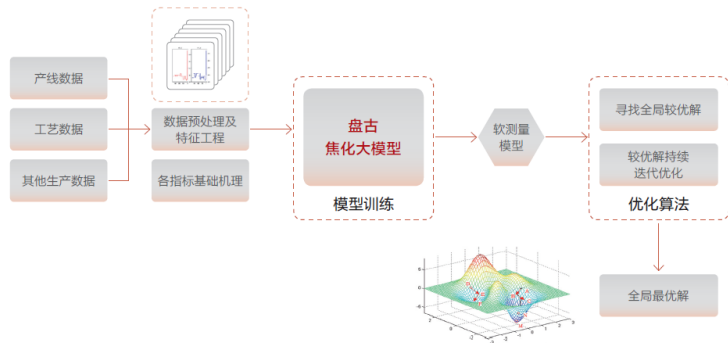 产线数据
工艺数据
其他生产数据
数据预处理及
特征工程
各指标基础机理
盘古
焦化大模型
模型训练
软测量
模型
寻找全局较优解
较优解持续
迭代优化
优化算法
全局最优解